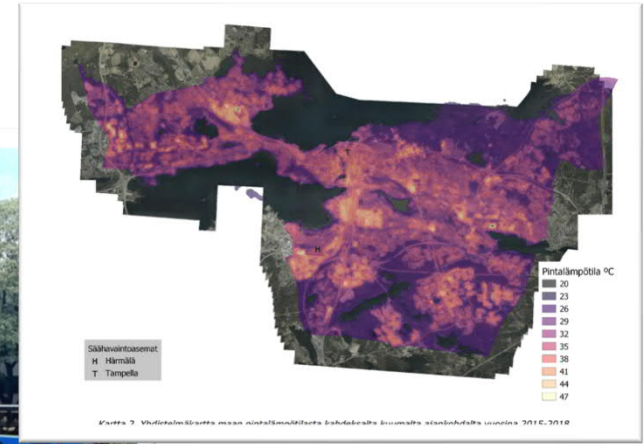 T
H
Pintalämpötila ºC
20
23
26
29
32
35
38
41
44
47
Säähavaintoasemat
H Härmälä
T Tampella
Kartta 2. Yhdistelmäkartta maan pintalämpötilasta kahdeksalta kuumalta ajankohdalta vuosina 2015-2018